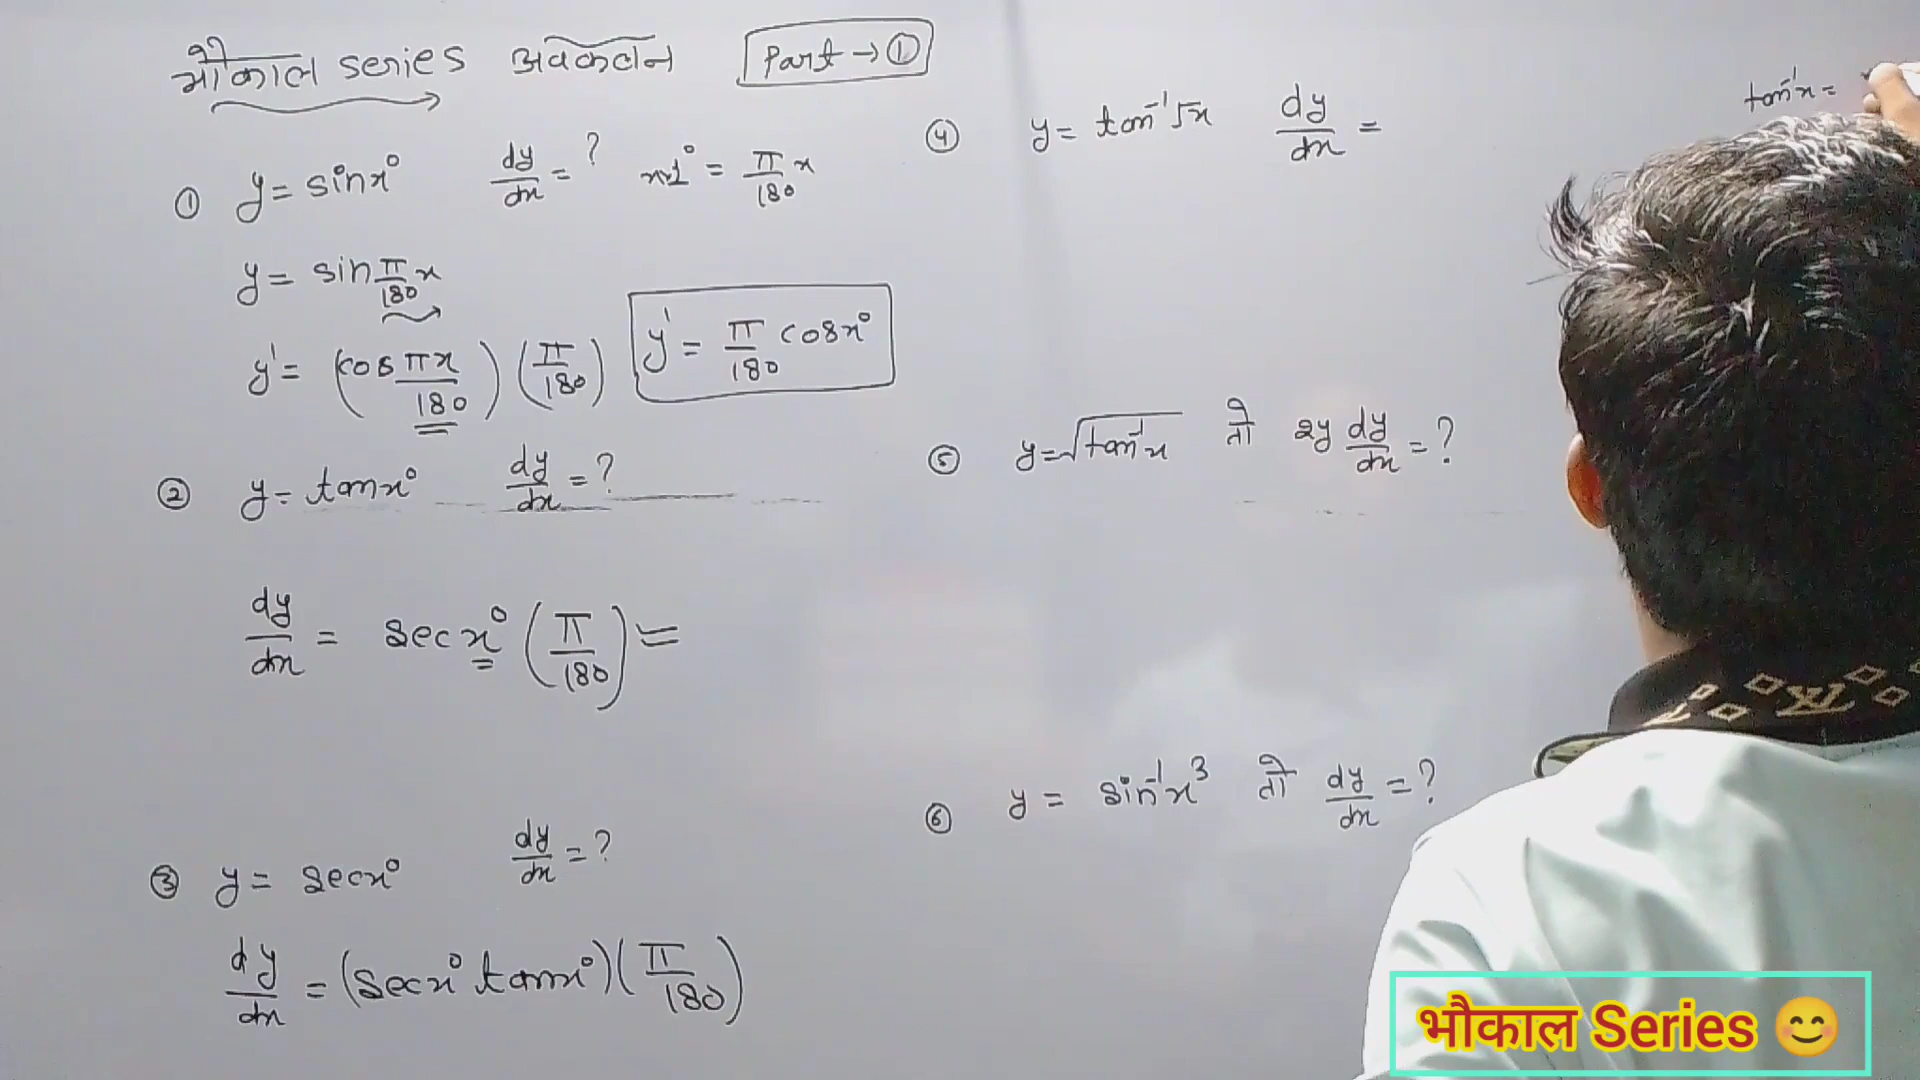 भौकाल series अवकलन Part → ①
① y = sinx° dy/dx = ? x×1° = π/180 x
y = sin π/180 x
y' = (cos πx/180) (π/180) y' = π/180 cosx°
② y = tanx° dy/dx = ?
dy/dx = sec x° (π/180) =
③ y = secx° dy/dx = ?
dy/dx = (secx° tanx°) (π/180)
④ y = tan⁻¹√x dy/dx =
tan⁻¹x =
⑤ y = √tan⁻¹x तो 2y dy/dx = ?
⑥ y = sin⁻¹x³ तो dy/dx = ?
भौकाल Series 😊